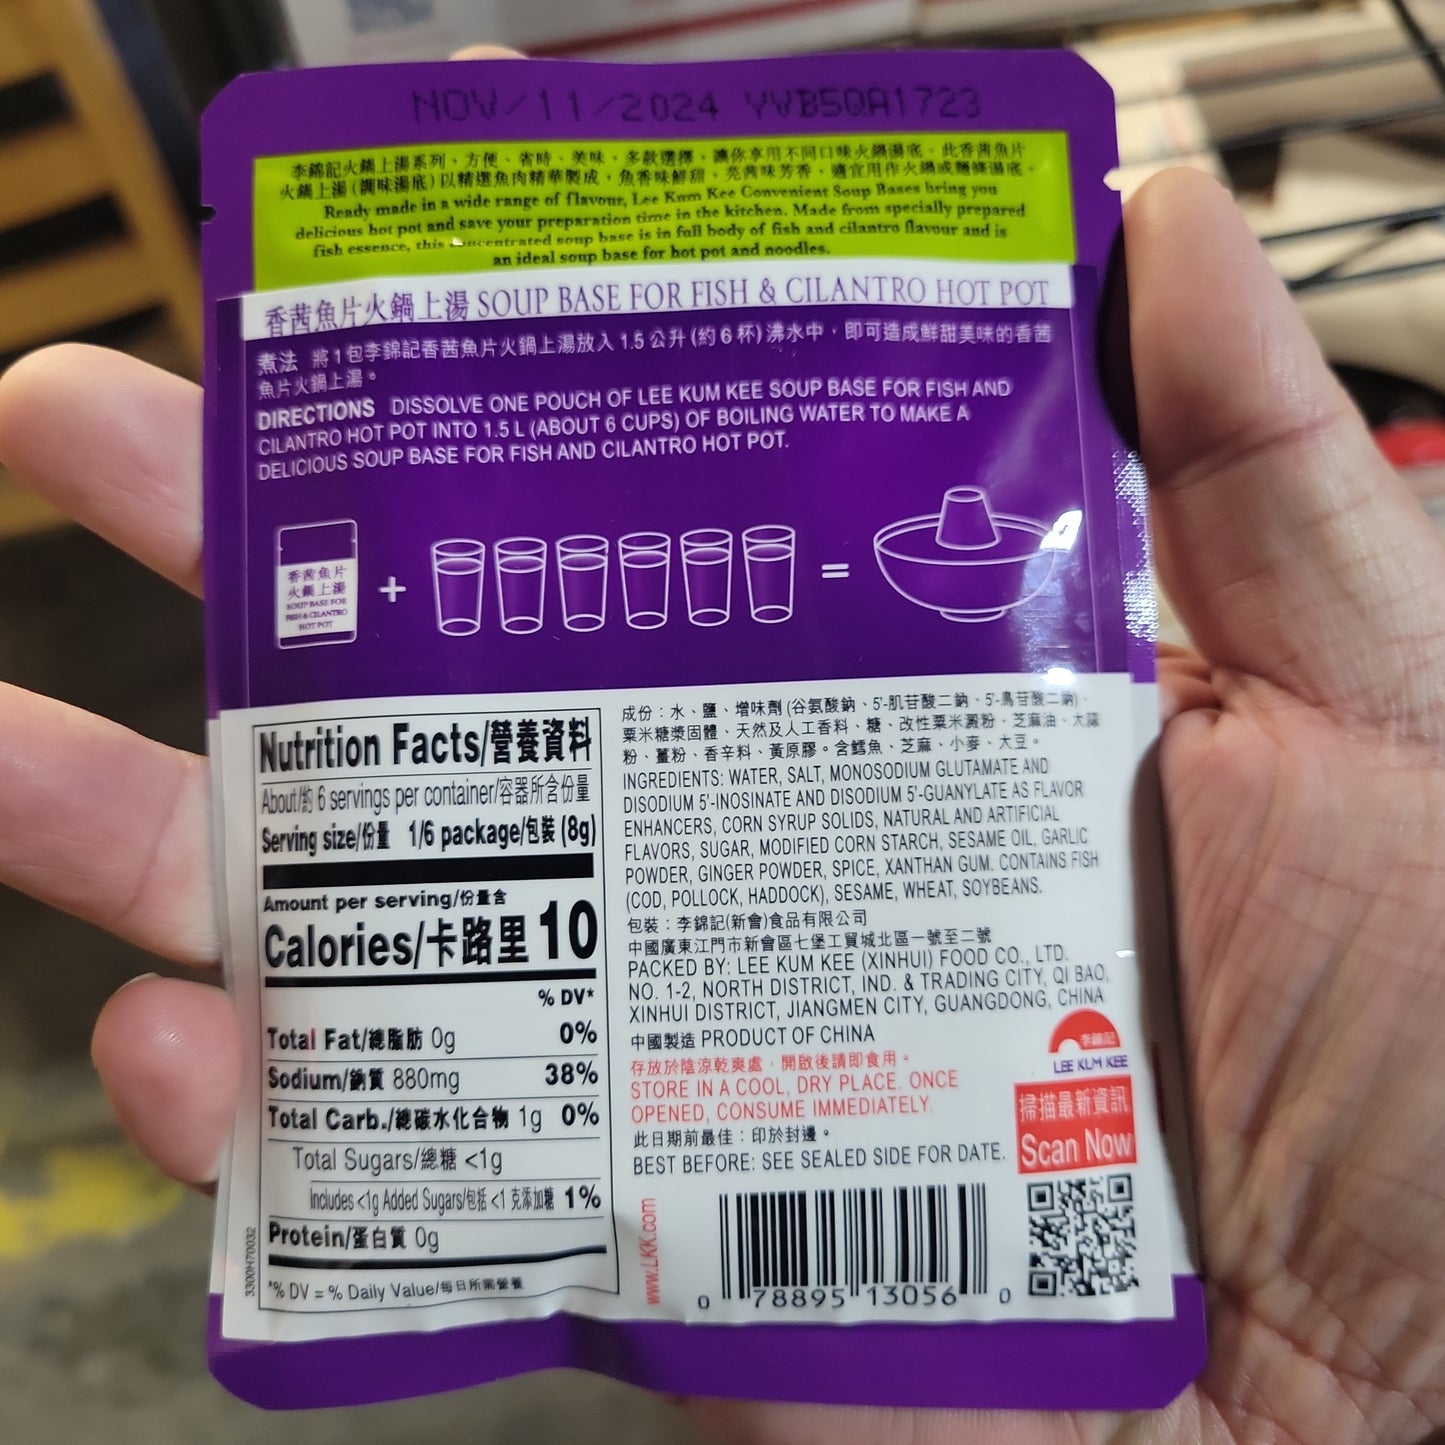 NOV/11/2024 YVB5QA1723
李錦記火鍋上湯系列，方便、省時、美味，多款選擇，讓你享用不同口味火鍋湯底。此香茜魚片
火鍋上湯(調味湯底)以精選魚肉精華製成，魚香味鮮甜，芫茜味芳香，適宜用作火鍋或麵條湯底。
Ready made in a wide range of flavour, Lee Kum Kee Convenient Soup Bases bring you
delicious hot pot and save your preparation time in the kitchen. Made from specially prepared
fish essence, this concentrated soup base is in full body of fish and cilantro flavour and is
an ideal soup base for hot pot and noodles.
香茜魚片火鍋上湯 SOUP BASE FOR FISH & CILANTRO HOT POT
煮法 將1包李錦記香茜魚片火鍋上湯放入 1.5 公升 (約 6 杯) 沸水中，即可造成鮮甜美味的香茜
魚片火鍋上湯。
DIRECTIONS DISSOLVE ONE POUCH OF LEE KUM KEE SOUP BASE FOR FISH AND
CILANTRO HOT POT INTO 1.5 L (ABOUT 6 CUPS) OF BOILING WATER TO MAKE A
DELICIOUS SOUP BASE FOR FISH AND CILANTRO HOT POT.
香茜魚片
火鍋上湯
SOUP BASE FOR
FISH & CILANTRO
HOT POT
+ =
Nutrition Facts/營養資料
About/約 6 servings per container/容器所含份量
Serving size/份量 1/6 package/包裝 (8g)
Amount per serving/份量含
Calories/卡路里 10
% DV*
Total Fat/總脂肪 0g 0%
Sodium/鈉質 880mg 38%
Total Carb./總碳水化合物 1g 0%
Total Sugars/總糖 <1g
Includes <1g Added Sugars/包括 <1 克添加糖 1%
Protein/蛋白質 0g
*% DV = % Daily Value/每日所需營養
3300H70032
成份：水、鹽、增味劑 (谷氨酸鈉、5'-肌苷酸二鈉、5'-鳥苷酸二鈉)、
粟米糖漿固體、天然及人工香料、糖、改性粟米澱粉、芝麻油、大蒜
粉、薑粉、香辛料、黃原膠。含鱈魚、芝麻、小麥、大豆。
INGREDIENTS: WATER, SALT, MONOSODIUM GLUTAMATE AND
DISODIUM 5'-INOSINATE AND DISODIUM 5'-GUANYLATE AS FLAVOR
ENHANCERS, CORN SYRUP SOLIDS, NATURAL AND ARTIFICIAL
FLAVORS, SUGAR, MODIFIED CORN STARCH, SESAME OIL, GARLIC
POWDER, GINGER POWDER, SPICE, XANTHAN GUM. CONTAINS FISH
(COD, POLLOCK, HADDOCK), SESAME, WHEAT, SOYBEANS.
包裝：李錦記(新會)食品有限公司
中國廣東江門市新會區七堡工貿城北區一號至二號
PACKED BY: LEE KUM KEE (XINHUI) FOOD CO., LTD.
NO. 1-2, NORTH DISTRICT, IND. & TRADING CITY, QI BAO,
XINHUI DISTRICT, JIANGMEN CITY, GUANGDONG, CHINA
中國製造 PRODUCT OF CHINA
存放於陰涼乾爽處，開啟後請即食用。
STORE IN A COOL, DRY PLACE. ONCE
OPENED, CONSUME IMMEDIATELY.
此日期前最佳：印於封邊。
BEST BEFORE: SEE SEALED SIDE FOR DATE.
李錦記
LEE KUM KEE
掃描最新資訊
Scan Now
www.LKK.com
0 78895 13056 0